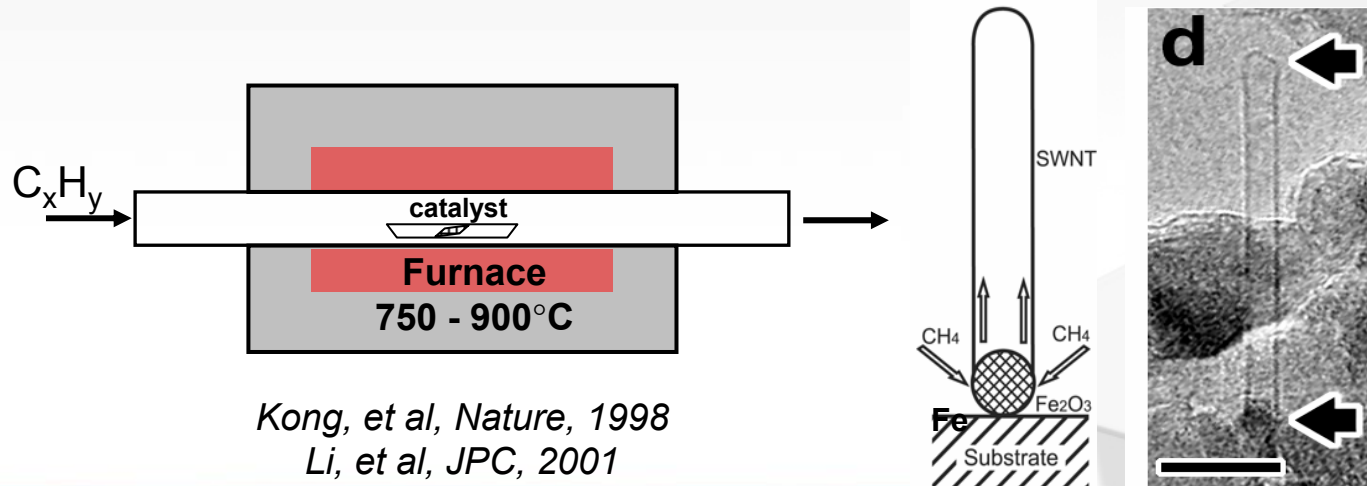 CxHy
catalyst
Furnace
750 - 900°C
Kong, et al, Nature, 1998
Li, et al, JPC, 2001
SWNT
CH4
CH4
Fe2O3
Fe
Substrate
d